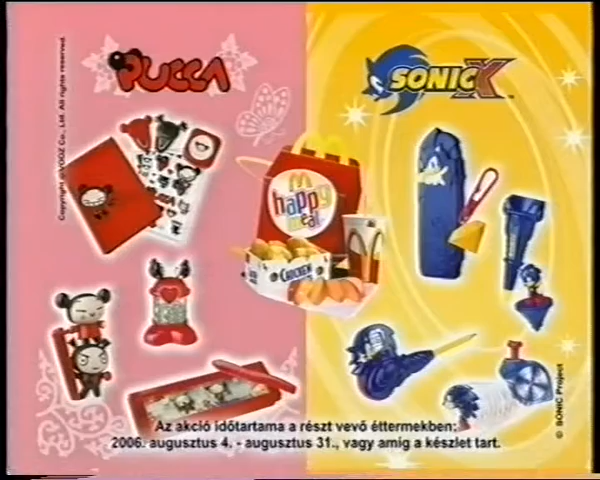 PUCCA
SONIC X
Copyright © VOOZ Co., Ltd. All rights reserved.
happy
meal
CHICKEN
© SONIC Project
Az akció időtartama a részt vevő éttermekben:
2006. augusztus 4. - augusztus 31., vagy amíg a készlet tart.